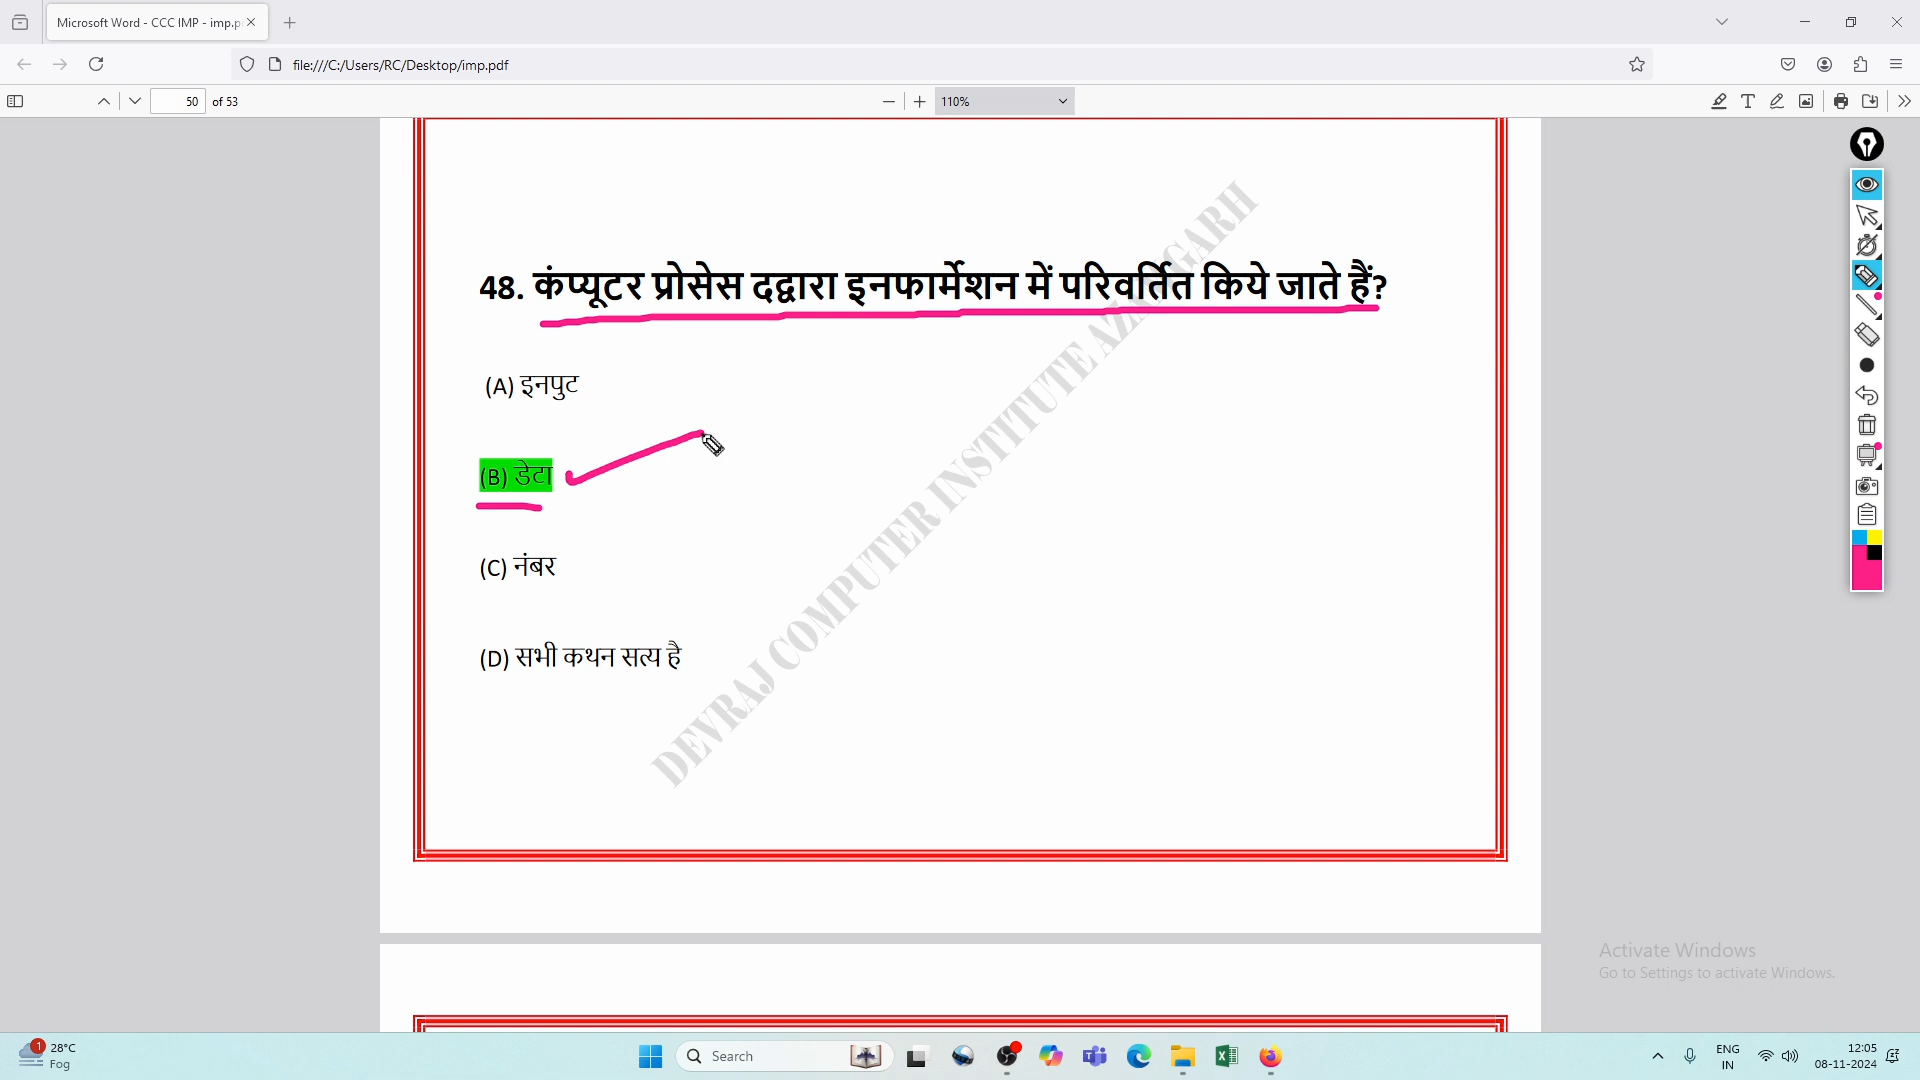 Microsoft Word - CCC IMP - imp.p
file:///C:/Users/RC/Desktop/imp.pdf
50 of 53
110%
48. कंप्यूटर प्रोसेस दद्वारा इनफार्मेशन में परिवर्तित किये जाते हैं?
(A) इनपुट
(B) डेटा
(C) नंबर
(D) सभी कथन सत्य है
DEVRAJ COMPUTER INSTITUTE AZAMGARH
Activate Windows
Go to Settings to activate Windows.
1
28°C
Fog
Search
ENG
IN
12:05
08-11-2024